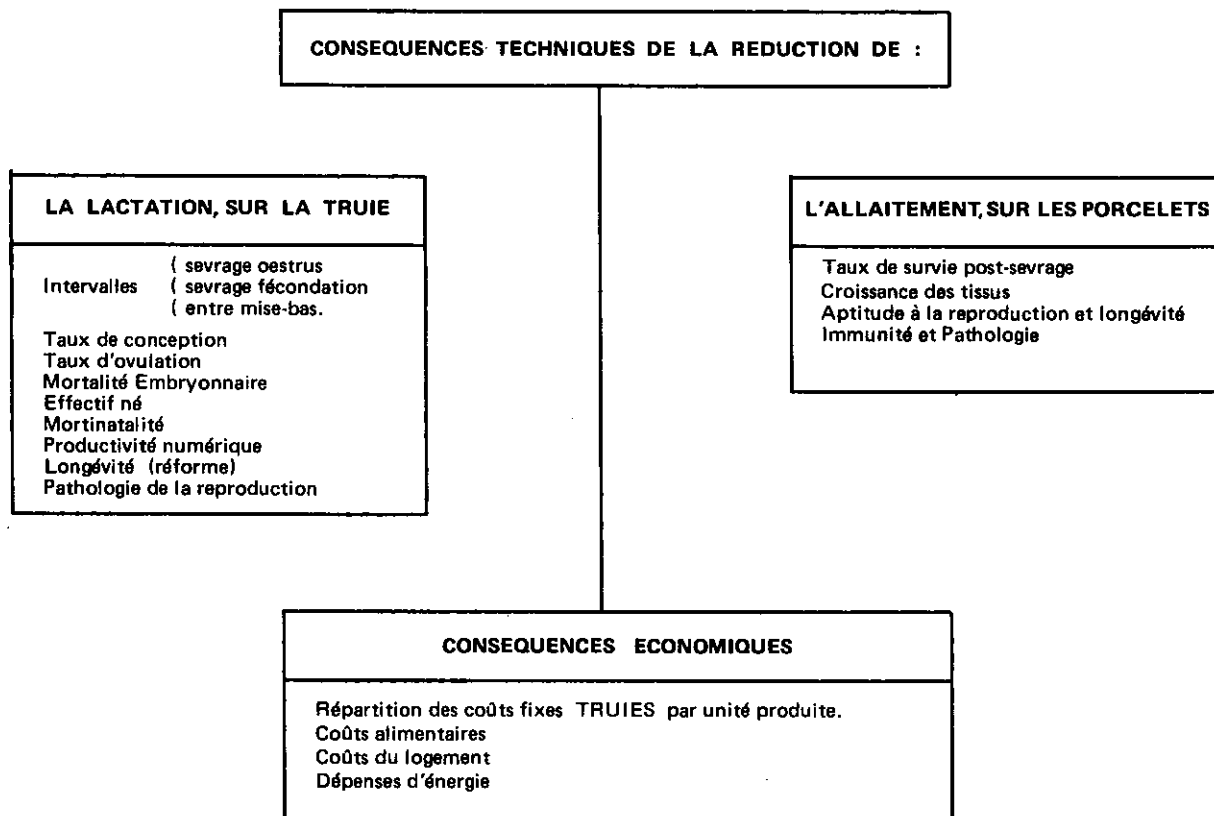 CONSEQUENCES TECHNIQUES DE LA REDUCTION DE :
LA LACTATION, SUR LA TRUIE
( sevrage oestrus
Intervalles ( sevrage fécondation
( entre mise-bas.
Taux de conception
Taux d'ovulation
Mortalité Embryonnaire
Effectif né
Mortinatalité
Productivité numérique
Longévité (réforme)
Pathologie de la reproduction
L'ALLAITEMENT, SUR LES PORCELETS
Taux de survie post-sevrage
Croissance des tissus
Aptitude à la reproduction et longévité
Immunité et Pathologie
CONSEQUENCES ECONOMIQUES
Répartition des coûts fixes TRUIES par unité produite.
Coûts alimentaires
Coûts du logement
Dépenses d'énergie